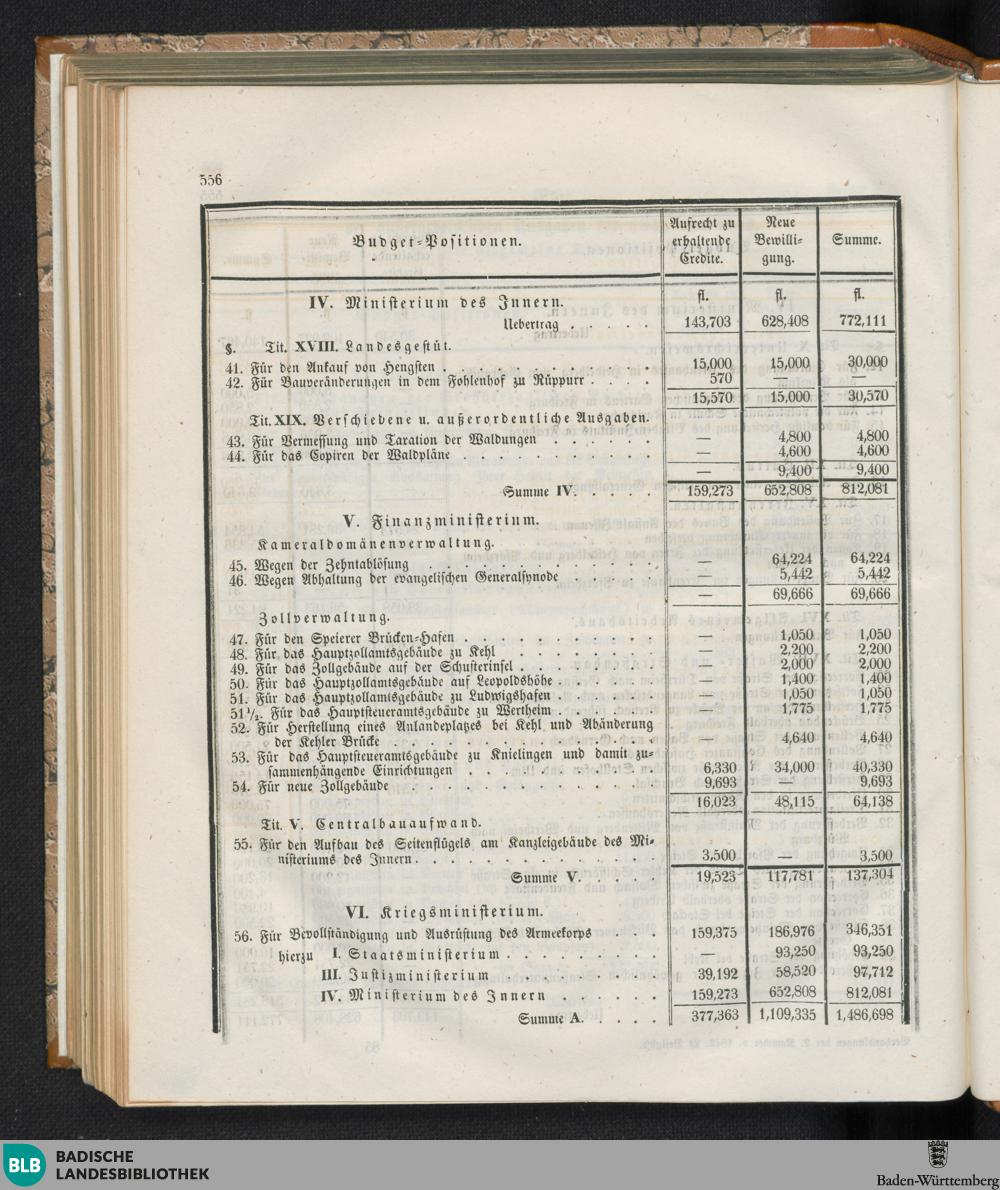 556
Budget-Positionen. Aufrecht zu erhaltende Credite. Neue Bewilli- gung. Summe.
fl. fl. fl.
IV. Ministerium des Innern.
Uebertrag . . . . . 143,703 628,408 772,111
§. Tit. XVIII. Landesgestüt.
41. Für den Ankauf von Hengsten . . . . . . . . . . . 15,000 15,000 30,000
42. Für Bauveränderungen in dem Fohlenhof zu Rüppurr . . . . 570 — —
15,570 15,000 30,570
Tit. XIX. Verschiedene u. außerordentliche Ausgaben.
43. Für Vermessung und Taxation der Waldungen . . . . . . — 4,800 4,800
44. Für das Copiren der Waldpläne . . . . . . . . . . — 4,600 4,600
— 9,400 9,400
Summe IV. . . . . 159,273 652,808 812,081
V. Finanzministerium.
Kameraldomänenverwaltung.
45. Wegen der Zehntablösung . . . . . . . . . . . . — 64,224 64,224
46. Wegen Abhaltung der evangelischen Generalsynode . . . . . — 5,442 5,442
— 69,666 69,666
Zollverwaltung.
47. Für den Speierer Brücken-Hafen . . . . . . . . . . — 1,050 1,050
48. Für das Hauptzollamtsgebäude zu Kehl . . . . . . . . — 2,200 2,200
49. Für das Zollgebäude auf der Schusterinsel . . . . . . . — 2,000 2,000
50. Für das Hauptzollamtsgebäude auf Leopoldshöhe . . . . . — 1,400 1,400
51. Für das Hauptzollamtsgebäude zu Ludwigshafen . . . . . . — 1,050 1,050
51½. Für das Hauptsteueramtsgebäude zu Wertheim . . . . . — 1,775 1,775
52. Für Herstellung eines Anlandeplatzes bei Kehl und Abänderung
der Kehler Brücke . . . . . . . . . . . . . — 4,640 4,640
53. Für das Hauptsteueramtsgebäude zu Knielingen und damit zu-
sammenhängende Einrichtungen . . . . . . . . . . 6,330 34,000 40,330
54. Für neue Zollgebäude . . . . . . . . . . . . . 9,693 — 9,693
16,023 48,115 64,138
Tit. V. Centralbauaufwand.
55. Für den Aufbau des Seitenflügels am Kanzleigebäude des Mi-
nisteriums des Innern . . . . . . . . . . . . 3,500 — 3,500
Summe V. . . . . 19,523 117,781 137,304
VI. Kriegsministerium.
56. Für Vervollständigung und Ausrüstung des Armeekorps . . . 159,375 186,976 346,351
hierzu I. Staatsministerium . . . . . . . . — 93,250 93,250
III. Justizministerium . . . . . . . . 39,192 58,520 97,712
IV. Ministerium des Innern . . . . . . 159,273 652,808 812,081
Summe A. . . . . 377,363 1,109,335 1,486,698
BLB BADISCHE
LANDESBIBLIOTHEK
Baden-Württemberg